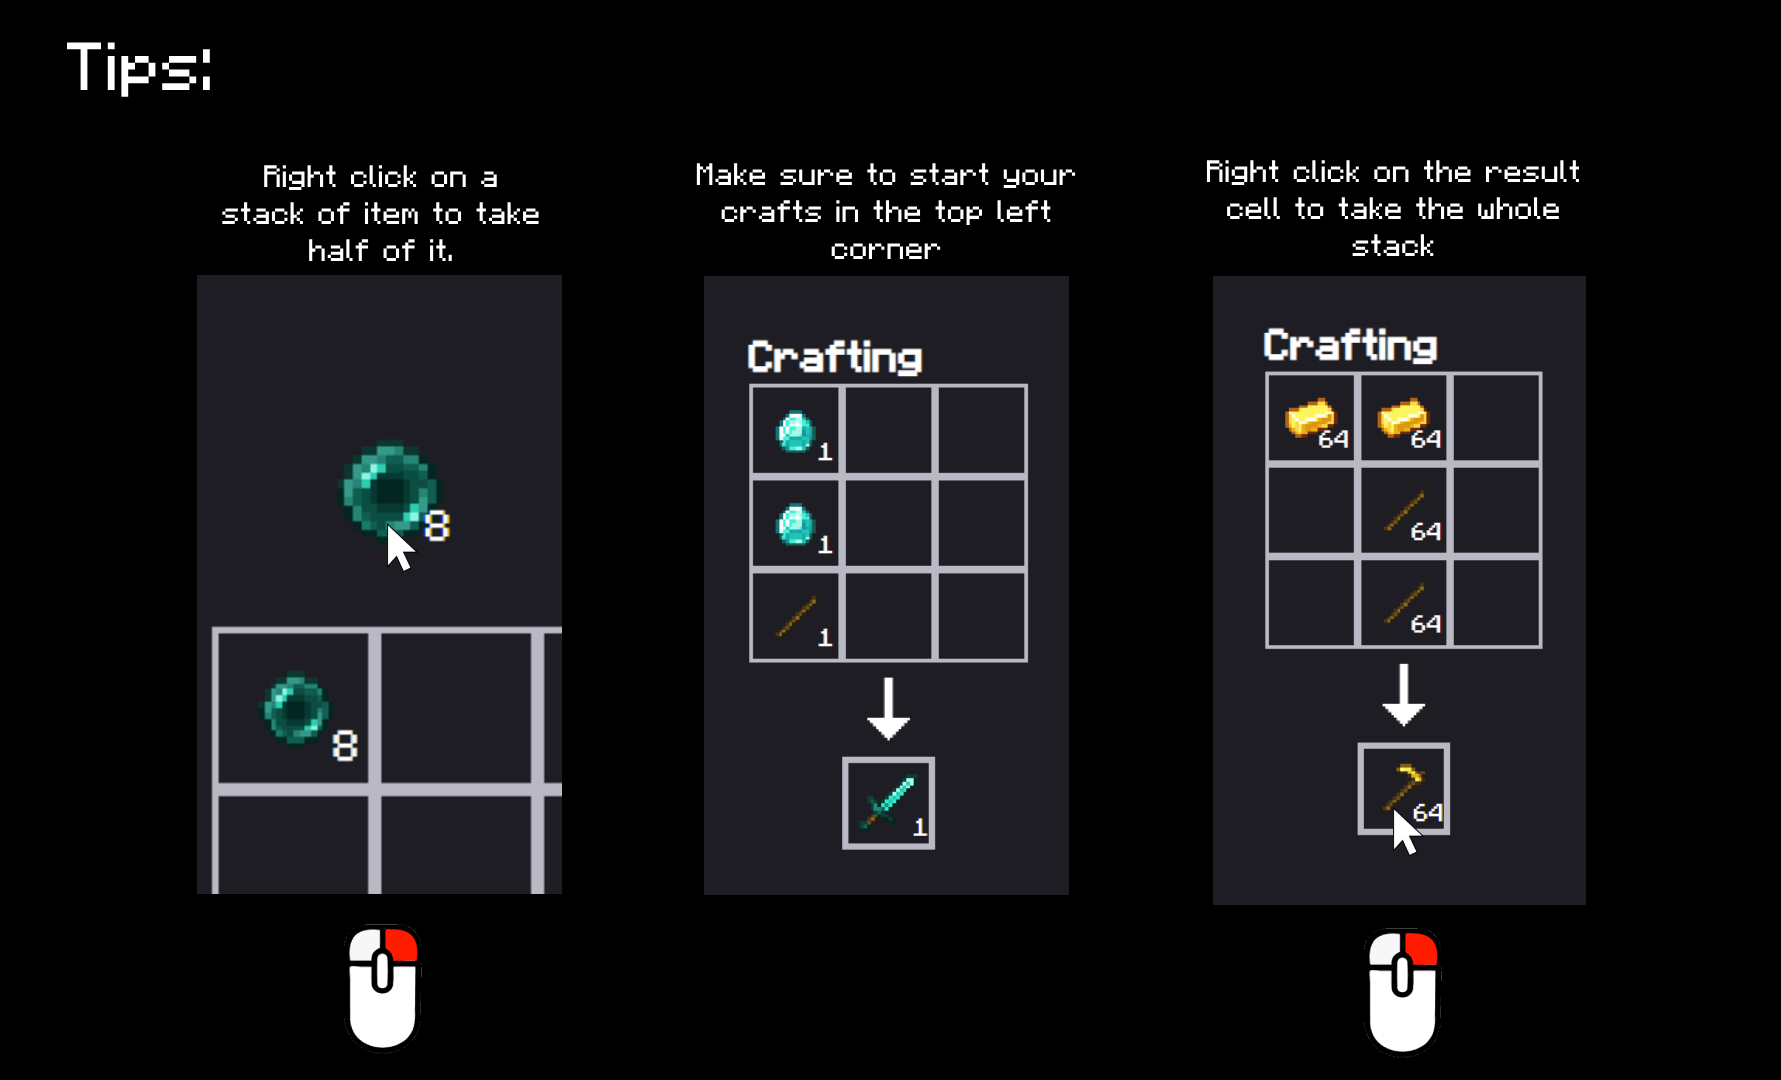 Tips:
Right click on a
stack of item to take
half of it.
8
8
Make sure to start your
crafts in the top left
corner
Crafting
1
1
1
1
Right click on the result
cell to take the whole
stack
Crafting
64 64
64
64
64